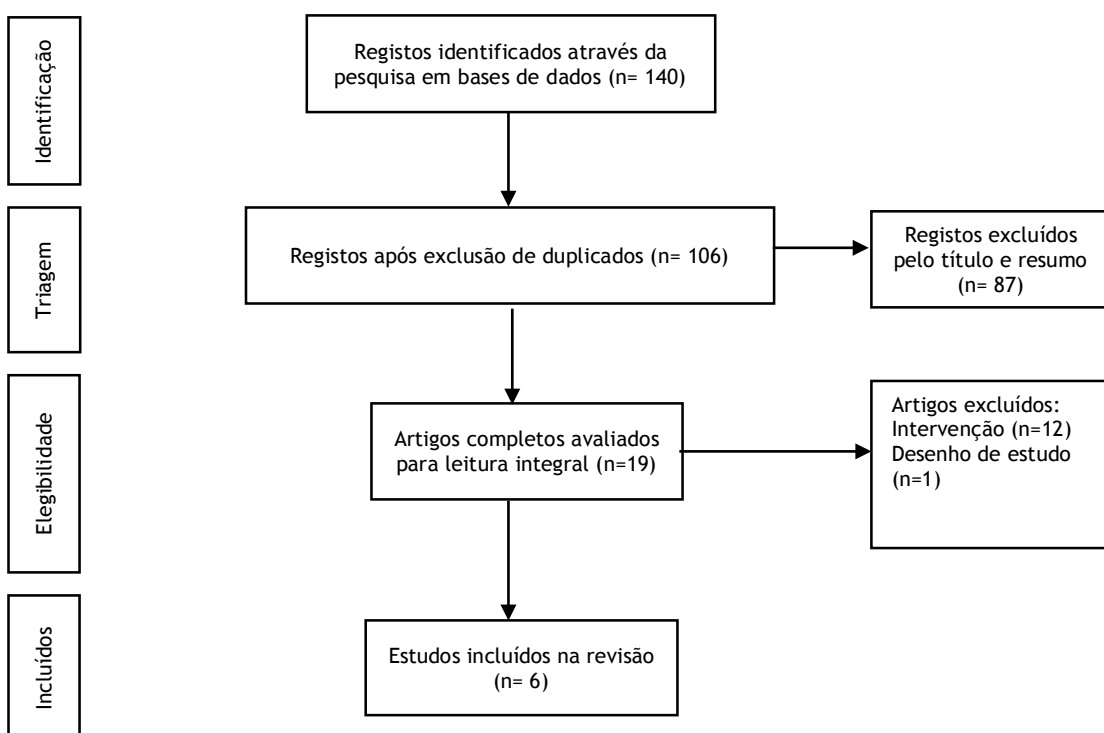 Identificação
Registos identificados através da
pesquisa em bases de dados (n= 140)
Triagem
Registos após exclusão de duplicados (n= 106)
Registos excluídos
pelo título e resumo
(n= 87)
Elegibilidade
Artigos completos avaliados
para leitura integral (n=19)
Artigos excluídos:
Intervenção (n=12)
Desenho de estudo
(n=1)
Incluídos
Estudos incluídos na revisão
(n= 6)